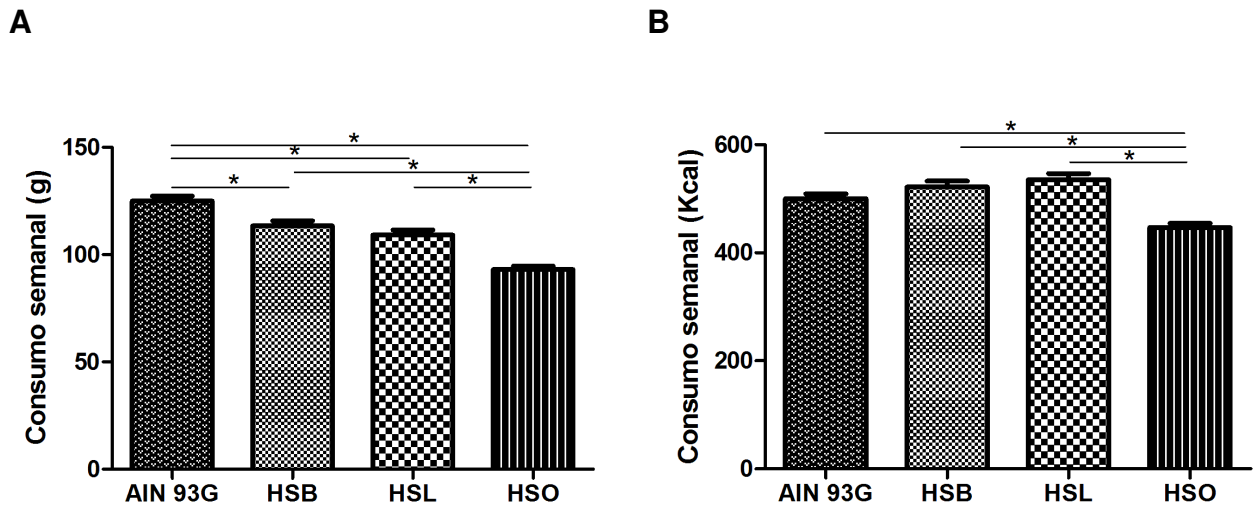 A
Consumo semanal (g)
150
100
50
0
*
*
*
*
*
AIN 93G HSB HSL HSO
B
Consumo semanal (Kcal)
600
400
200
0
*
*
*
AIN 93G HSB HSL HSO